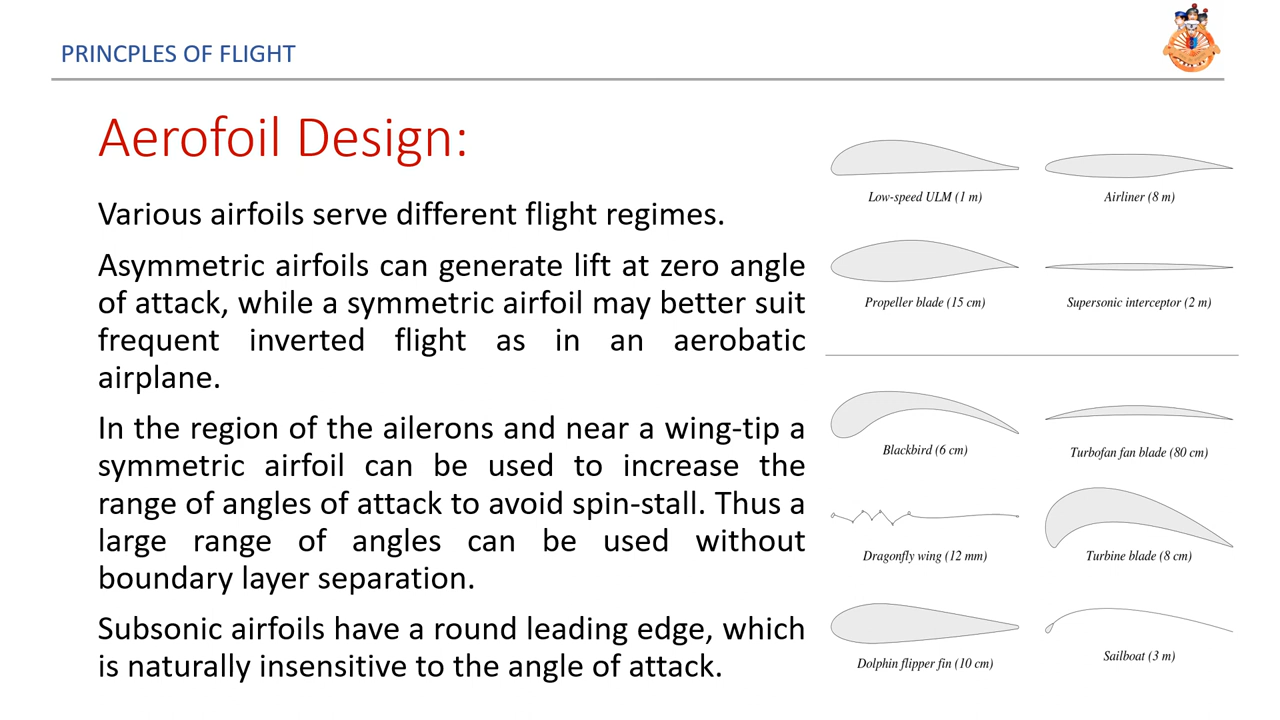 PRINCPLES OF FLIGHT
Aerofoil Design:
Various airfoils serve different flight regimes.
Asymmetric airfoils can generate lift at zero angle
of attack, while a symmetric airfoil may better suit
frequent inverted flight as in an aerobatic
airplane.
In the region of the ailerons and near a wing-tip a
symmetric airfoil can be used to increase the
range of angles of attack to avoid spin-stall. Thus a
large range of angles can be used without
boundary layer separation.
Subsonic airfoils have a round leading edge, which
is naturally insensitive to the angle of attack.
Low-speed ULM (1 m)
Airliner (8 m)
Propeller blade (15 cm)
Supersonic interceptor (2 m)
Blackbird (6 cm)
Turbofan fan blade (80 cm)
Dragonfly wing (12 mm)
Turbine blade (8 cm)
Dolphin flipper fin (10 cm)
Sailboat (3 m)